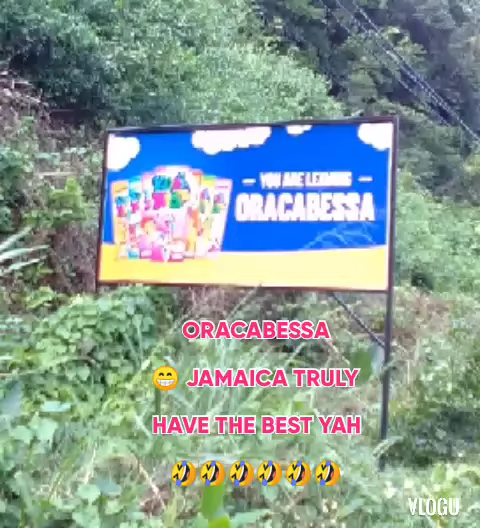 — YOU ARE LEAVING —
ORACABESSA
ORACABESSA
😁 JAMAICA TRULY
HAVE THE BEST YAH
🤣🤣🤣🤣🤣🤣
VLOGU